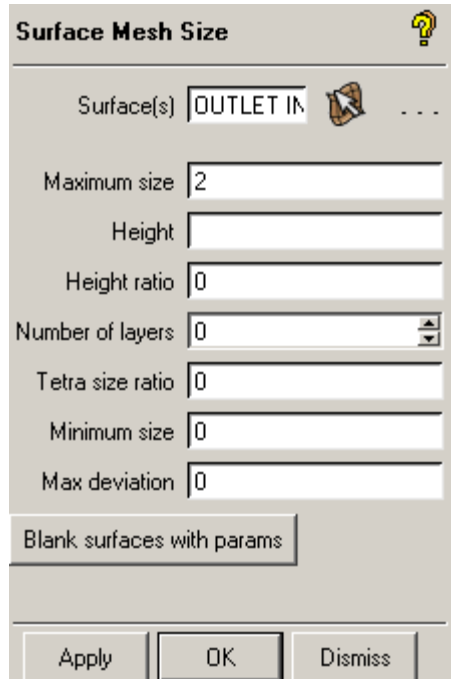 Surface Mesh Size
Surface(s) OUTLET IN ...
Maximum size 2
Height
Height ratio 0
Number of layers 0
Tetra size ratio 0
Minimum size 0
Max deviation 0
Blank surfaces with params
Apply OK Dismiss